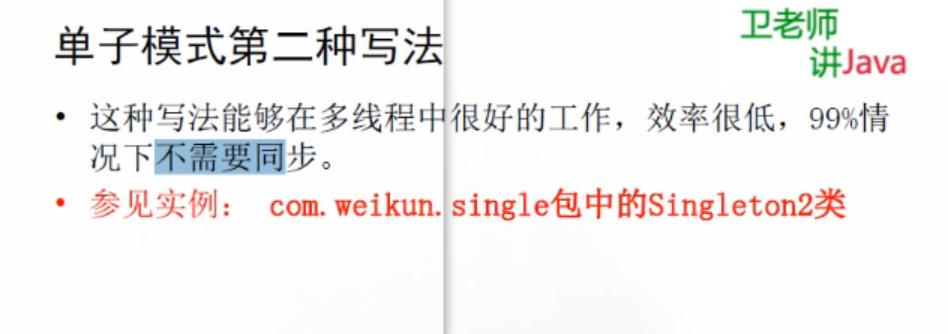 单子模式第二种写法
卫老师
讲Java
• 这种写法能够在多线程中很好的工作，效率很低，99%情
况下不需要同步。
• 参见实例： com.weikun.single包中的Singleton2类